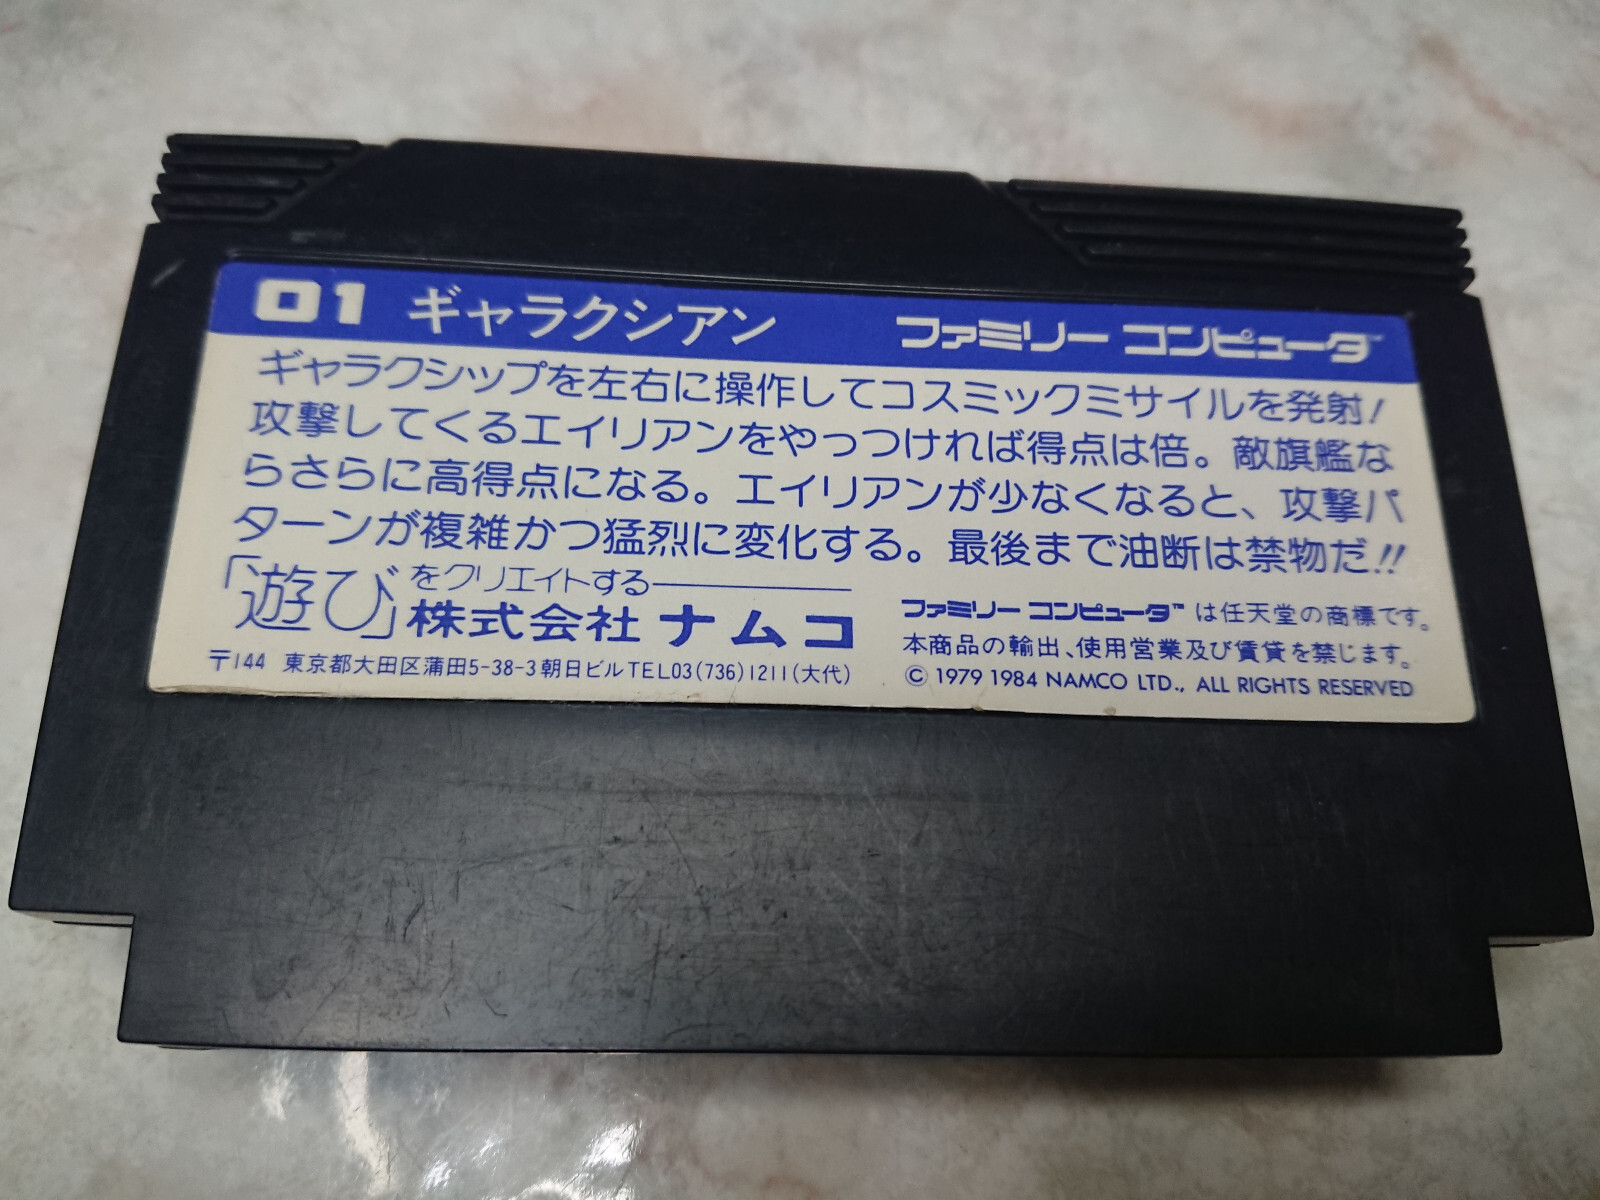 01 ギャラクシアン ファミリー コンピュータ™
ギャラクシップを左右に操作してコスミックミサイルを発射!
攻撃してくるエイリアンをやっつければ得点は倍。敵旗艦な
らさらに高得点になる。エイリアンが少なくなると、攻撃パ
ターンが複雑かつ猛烈に変化する。最後まで油断は禁物だ!!
「遊び」をクリエイトする
株式会社ナムコ
〒144 東京都大田区蒲田5-38-3朝日ビルTEL03(736)1211(大代)
ファミリー コンピュータ™は任天堂の商標です。
本商品の輸出、使用営業及び賃貸を禁じます。
© 1979 1984 NAMCO LTD., ALL RIGHTS RESERVED